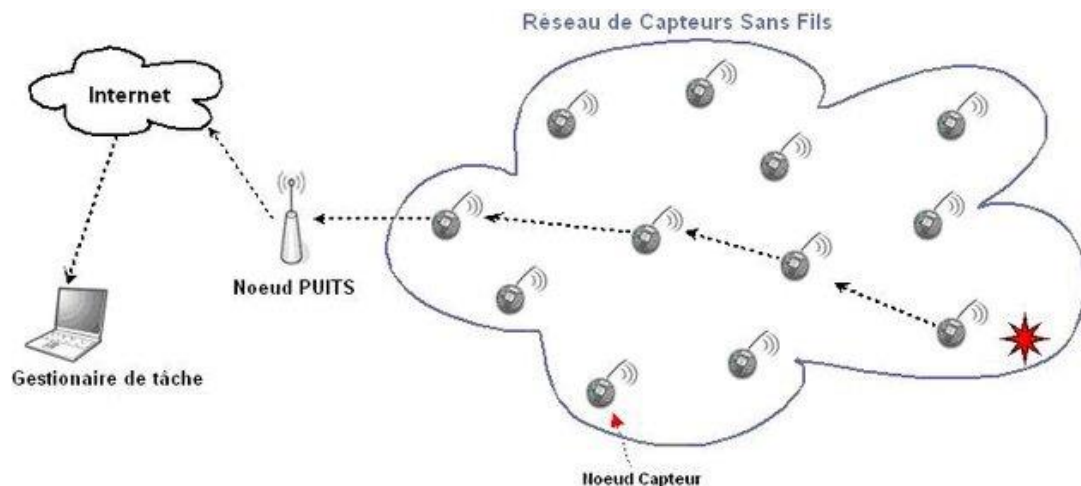 Réseau de Capteurs Sans Fils
Internet
Noeud PUITS
Gestionaire de tâche
Noeud Capteur